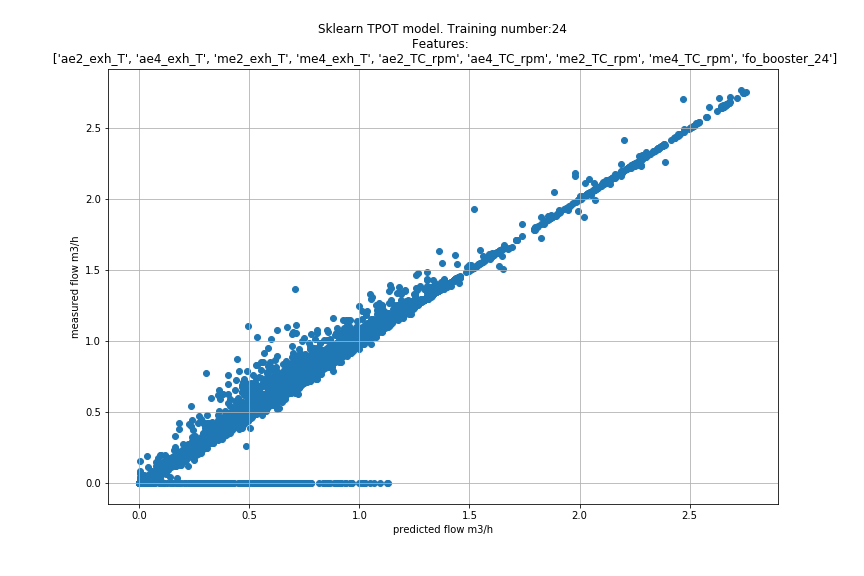 Sklearn TPOT model. Training number:24
Features:
['ae2_exh_T', 'ae4_exh_T', 'me2_exh_T', 'me4_exh_T', 'ae2_TC_rpm', 'ae4_TC_rpm', 'me2_TC_rpm', 'me4_TC_rpm', 'fo_booster_24']
measured flow m3/h
2.5
2.0
1.5
1.0
0.5
0.0
0.0 0.5 1.0 1.5 2.0 2.5
predicted flow m3/h